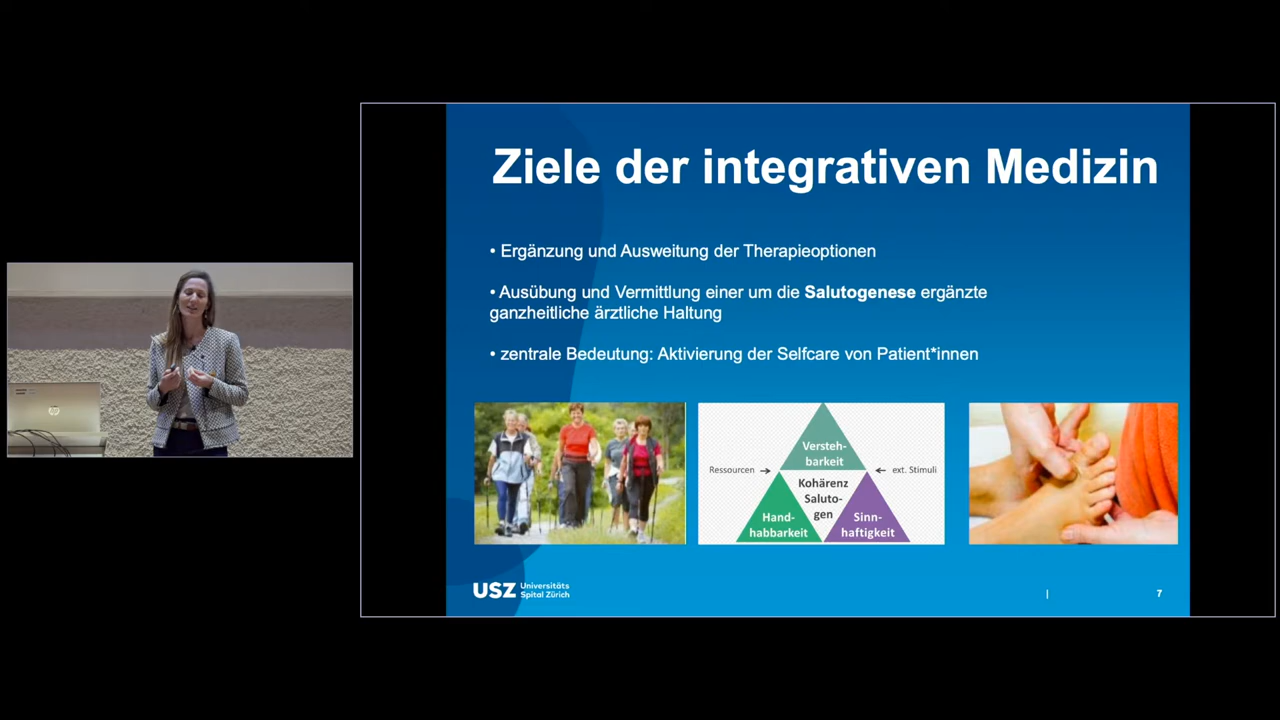 Ziele der integrativen Medizin
• Ergänzung und Ausweitung der Therapieoptionen
• Ausübung und Vermittlung einer um die Salutogenese ergänzte
ganzheitliche ärztliche Haltung
• zentrale Bedeutung: Aktivierung der Selfcare von Patient*innen
Versteh-
barkeit
Ressourcen
ext. Stimuli
Kohärenz
Saluto-
gen
Hand-
habbarkeit
Sinn-
haftigkeit
USZ Universitäts
Spital Zürich
|
7
hp